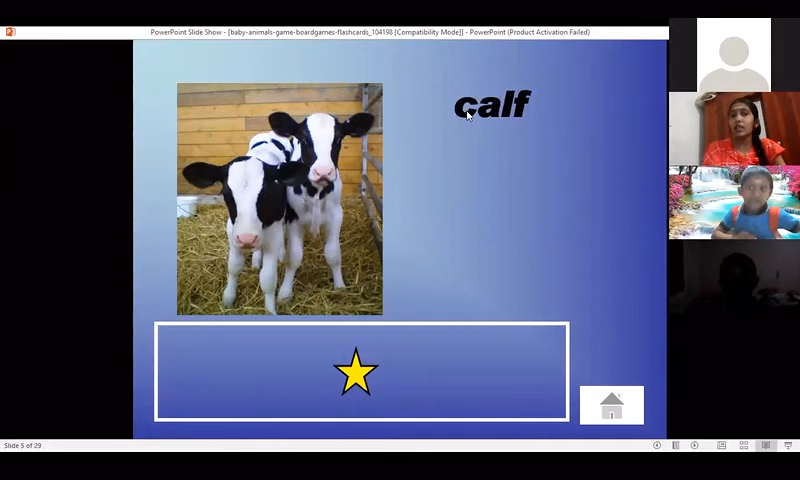 PowerPoint Slide Show - [baby-animals-game-boardgames-flashcards_104198 [Compatibility Mode]] - PowerPoint (Product Activation Failed)
calf
Slide 5 of 29